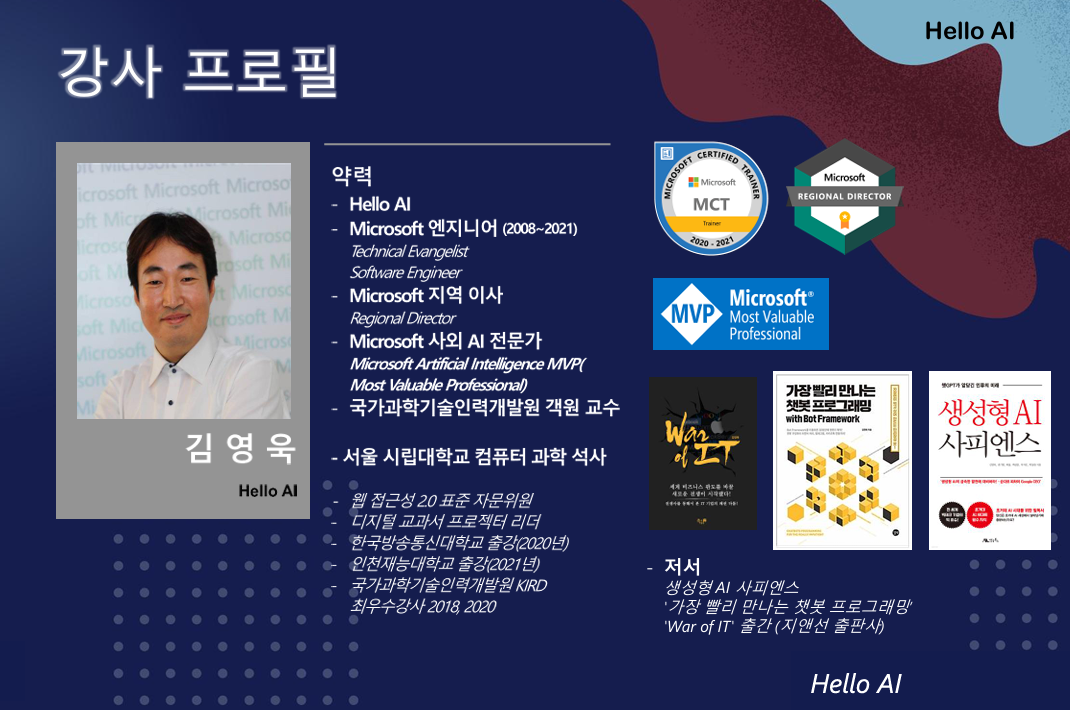 Hello AI
강사 프로필
Microsoft Microsoft Microsoft
김 영 욱
Hello AI
약력
- Hello AI
- Microsoft 엔지니어 (2008~2021)
Technical Evangelist
Software Engineer
- Microsoft 지역 이사
Regional Director
- Microsoft 사외 AI 전문가
Microsoft Artificial Intelligence MVP(
Most Valuable Professional)
- 국가과학기술인력개발원 객원 교수
- 서울 시립대학교 컴퓨터 과학 석사
- 웹 접근성 2.0 표준 자문위원
- 디지털 교과서 프로젝터 리더
- 한국방송통신대학교 출강(2020년)
- 인천재능대학교 출강(2021년)
- 국가과학기술인력개발원 KIRD
최우수강사 2018, 2020
MICROSOFT CERTIFIED TRAINER
Microsoft
MCT
Trainer
2020 - 2021
Microsoft
REGIONAL DIRECTOR
MVP
Microsoft®
Most Valuable
Professional
War
of
세계 비즈니스 판도를 바꿀
새로운 전쟁이 시작됐다!
가장 빨리 만나는
챗봇 프로그래밍
with Bot Framework
챗GPT가 앞당긴 인류의 미래
생성형 AI
사피엔스
- 저서
생성형 AI 사피엔스
'가장 빨리 만나는 챗봇 프로그래밍'
'War of IT' 출간 (지앤선 출판사)
Hello AI